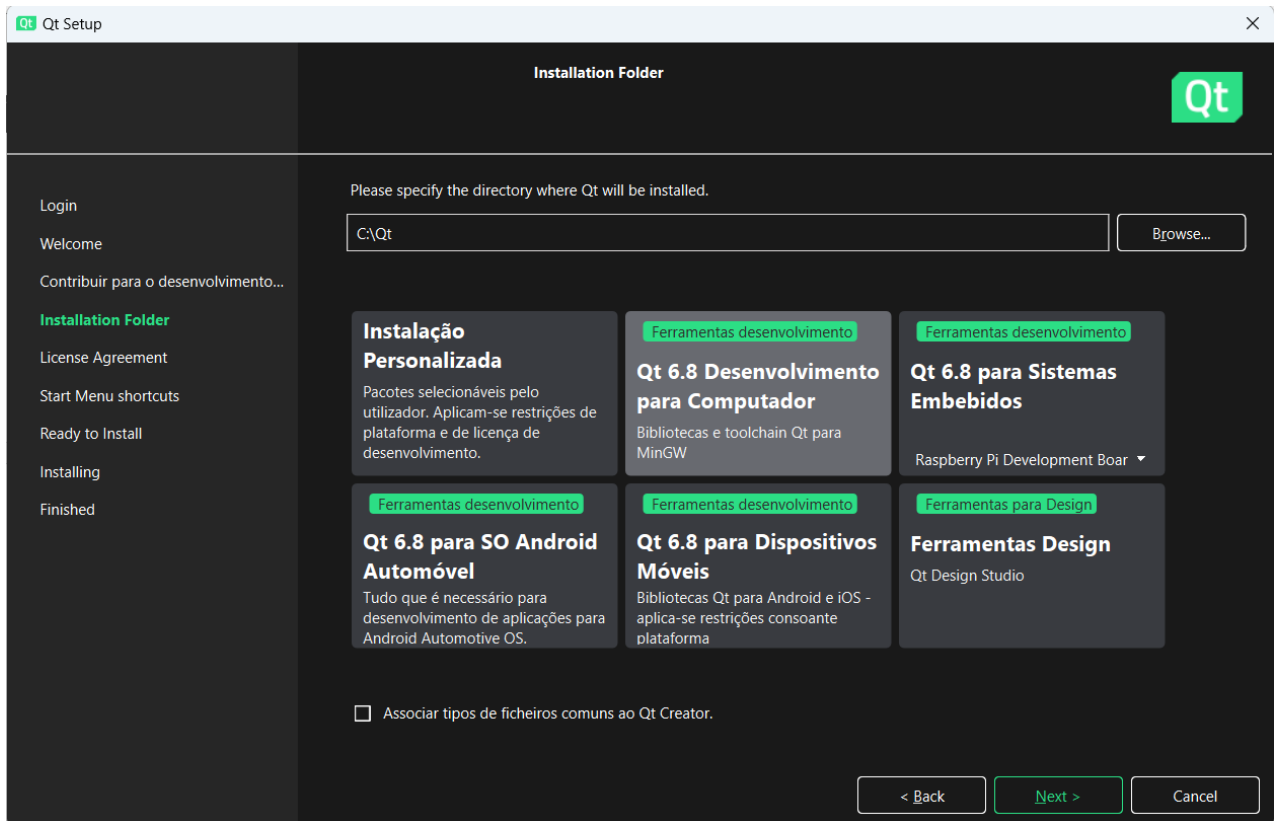 Qt Qt Setup
Installation Folder
Qt
Login
Welcome
Contribuir para o desenvolvimento...
Installation Folder
License Agreement
Start Menu shortcuts
Ready to Install
Installing
Finished
Please specify the directory where Qt will be installed.
C:\Qt
Browse...
Instalação
Personalizada
Pacotes selecionáveis pelo
utilizador. Aplicam-se restrições de
plataforma e de licença de
desenvolvimento.
Ferramentas desenvolvimento
Qt 6.8 Desenvolvimento
para Computador
Bibliotecas e toolchain Qt para
MinGW
Ferramentas desenvolvimento
Qt 6.8 para Sistemas
Embebidos
Raspberry Pi Development Boar
Ferramentas desenvolvimento
Qt 6.8 para SO Android
Automóvel
Tudo que é necessário para
desenvolvimento de aplicações para
Android Automotive OS.
Ferramentas desenvolvimento
Qt 6.8 para Dispositivos
Móveis
Bibliotecas Qt para Android e iOS -
aplica-se restrições consoante
plataforma
Ferramentas para Design
Ferramentas Design
Qt Design Studio
Associar tipos de ficheiros comuns ao Qt Creator.
< Back
Next >
Cancel